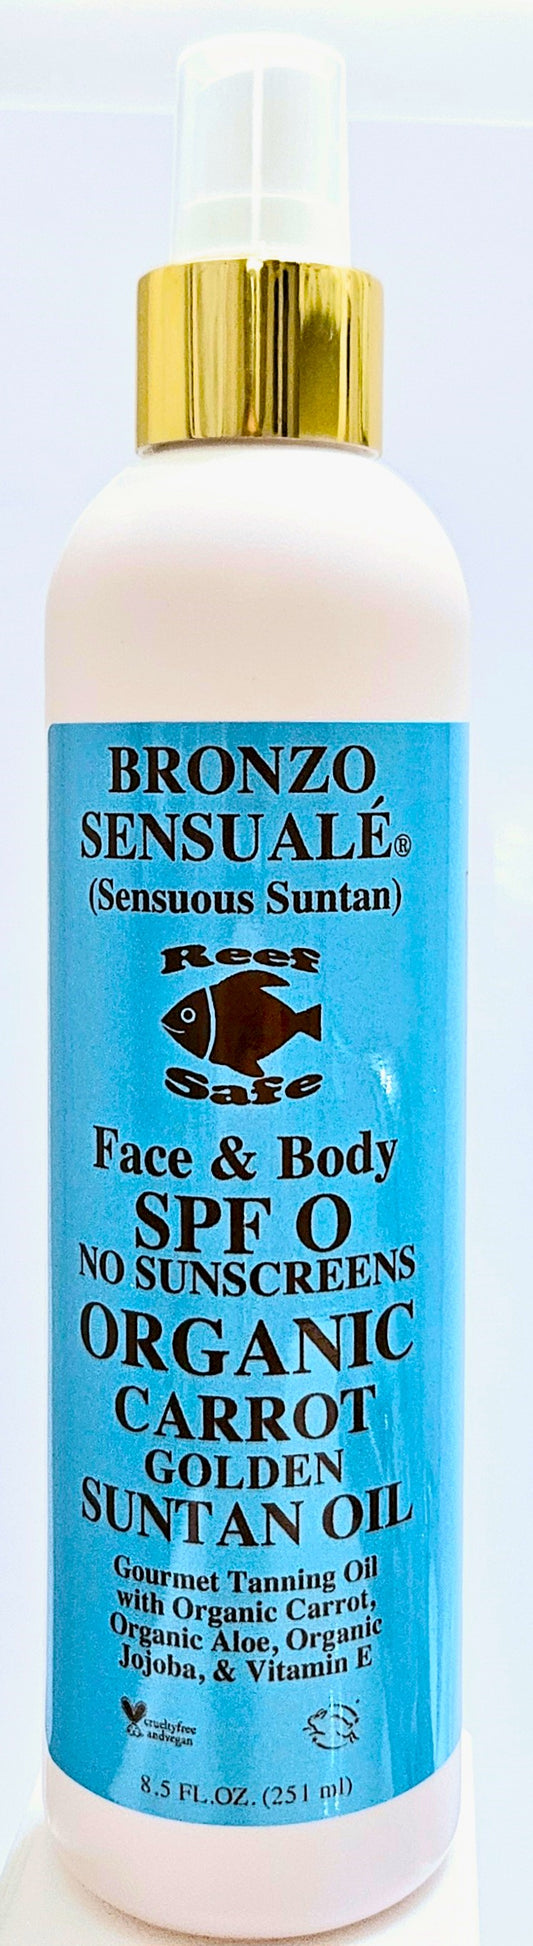 BRONZO
SENSUALÉ®
(Sensuous Suntan)
Reef
Safe
Face & Body
SPF O
NO SUNSCREENS
ORGANIC
CARROT
GOLDEN
SUNTAN OIL
Gourmet Tanning Oil
with Organic Carrot,
Organic Aloe, Organic
Jojoba, & Vitamin E
crueltyfree
andvegan
8.5 FL.OZ. (251 ml)